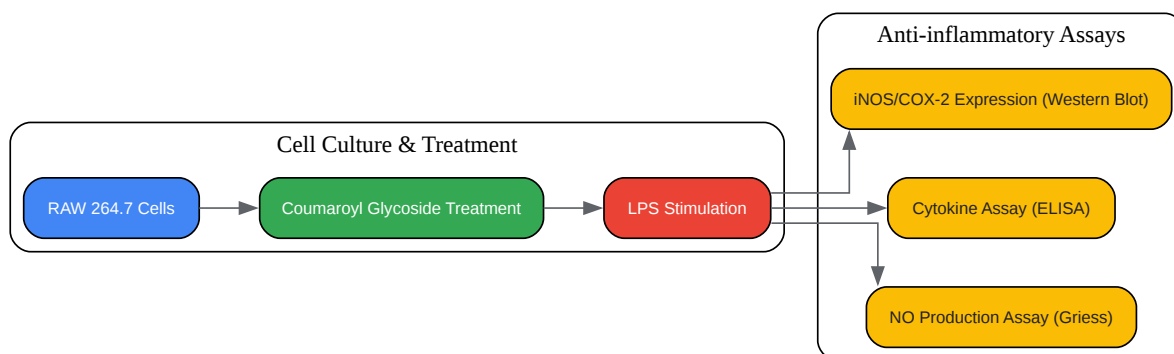 Cell Culture & Treatment
RAW 264.7 Cells
Coumaroyl Glycoside Treatment
LPS Stimulation
Anti-inflammatory Assays
iNOS/COX-2 Expression (Western Blot)
Cytokine Assay (ELISA)
NO Production Assay (Griess)